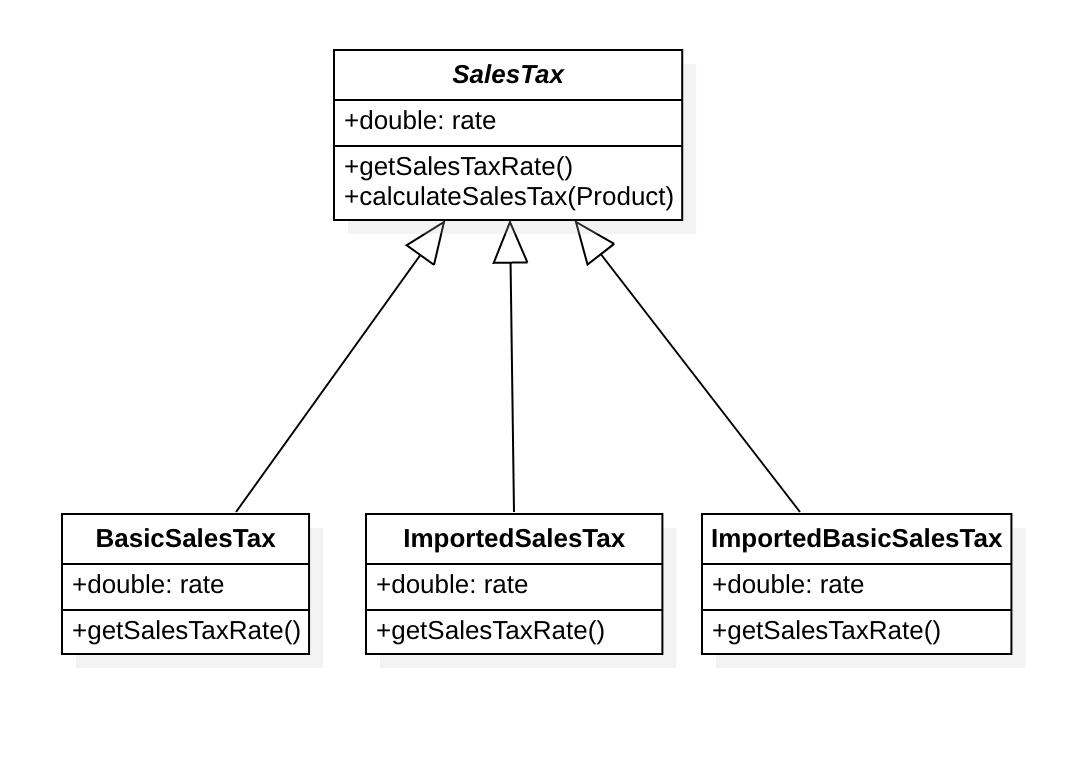 SalesTax
+double: rate
+getSalesTaxRate()
+calculateSalesTax(Product)
BasicSalesTax
+double: rate
+getSalesTaxRate()
ImportedSalesTax
+double: rate
+getSalesTaxRate()
ImportedBasicSalesTax
+double: rate
+getSalesTaxRate()